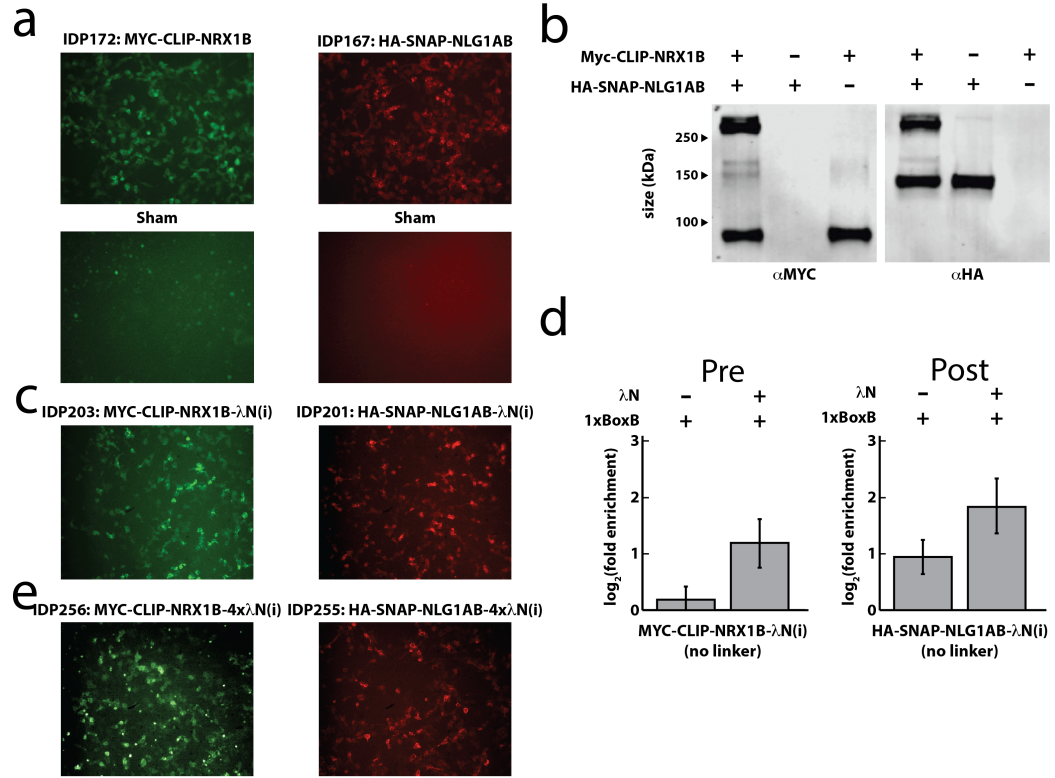 a
IDP172: MYC-CLIP-NRX1B
IDP167: HA-SNAP-NLG1AB
Sham
Sham
b
Myc-CLIP-NRX1B + – + + – +
HA-SNAP-NLG1AB + + – + + –
size (kDa)
250
150
100
αMYC
αHA
c
IDP203: MYC-CLIP-NRX1B-λN(i)
IDP201: HA-SNAP-NLG1AB-λN(i)
d
Pre
λN – +
1xBoxB + +
log2(fold enrichment)
3
2
1
0
MYC-CLIP-NRX1B-λN(i)
(no linker)
Post
λN – +
1xBoxB + +
log2(fold enrichment)
3
2
1
0
HA-SNAP-NLG1AB-λN(i)
(no linker)
e
IDP256: MYC-CLIP-NRX1B-4xλN(i)
IDP255: HA-SNAP-NLG1AB-4xλN(i)